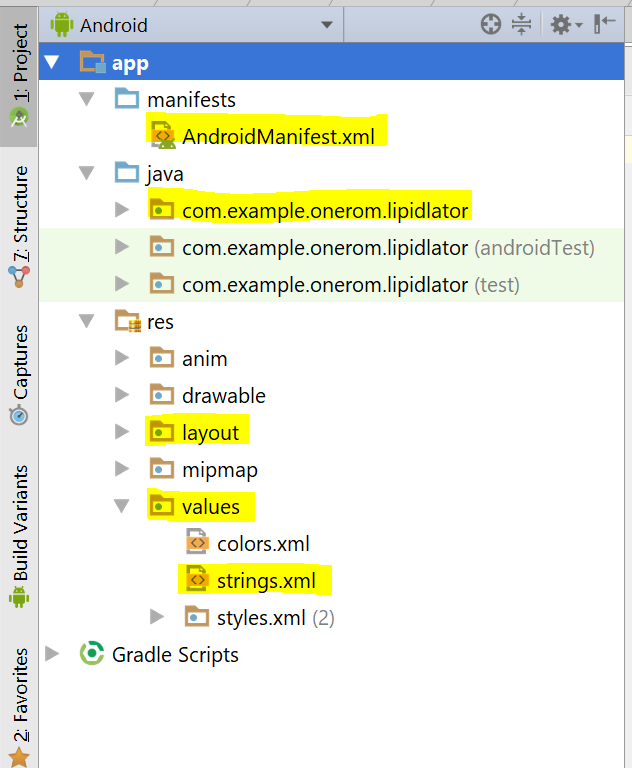 Android
1: Project
7: Structure
Captures
Build Variants
2: Favorites
app
manifests
AndroidManifest.xml
java
com.example.onerom.lipidlator
com.example.onerom.lipidlator (androidTest)
com.example.onerom.lipidlator (test)
res
anim
drawable
layout
mipmap
values
colors.xml
strings.xml
styles.xml (2)
Gradle Scripts